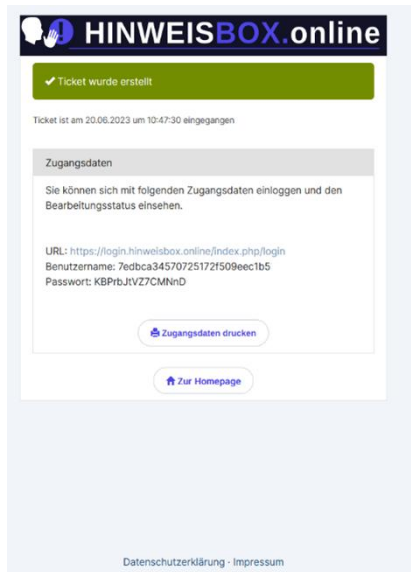 HINWEISBOX.online
Ticket wurde erstellt
Ticket ist am 20.06.2023 um 10:47:30 eingegangen
Zugangsdaten
Sie können sich mit folgenden Zugangsdaten einloggen und den
Bearbeitungsstatus einsehen.
URL: https://login.hinweisbox.online/index.php/login
Benutzername: 7edbca34570725172f509eec1b5
Passwort: KBPrbJtVZ7CMNnD
Zugangsdaten drucken
Zur Homepage
Datenschutzerklärung · Impressum